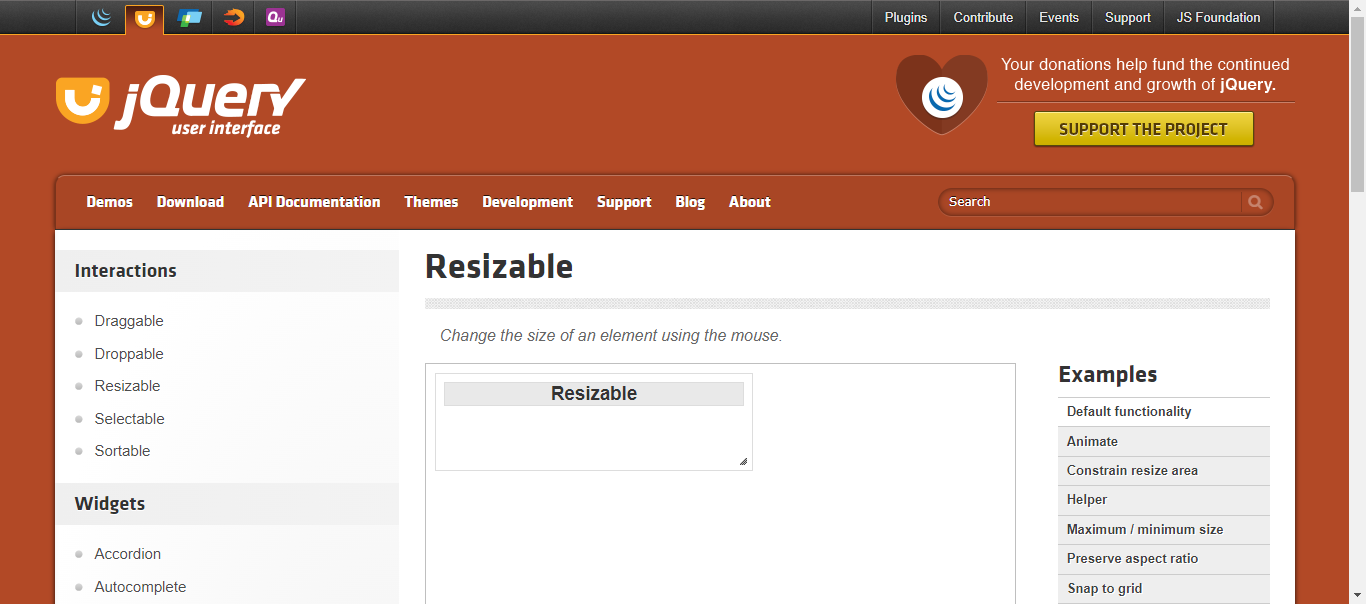 Qu
Plugins
Contribute
Events
Support
JS Foundation
jQuery
user interface
Your donations help fund the continued
development and growth of jQuery.
SUPPORT THE PROJECT
Demos
Download
API Documentation
Themes
Development
Support
Blog
About
Search
Interactions
Draggable
Droppable
Resizable
Selectable
Sortable
Widgets
Accordion
Autocomplete
Resizable
Change the size of an element using the mouse.
Resizable
Examples
Default functionality
Animate
Constrain resize area
Helper
Maximum / minimum size
Preserve aspect ratio
Snap to grid